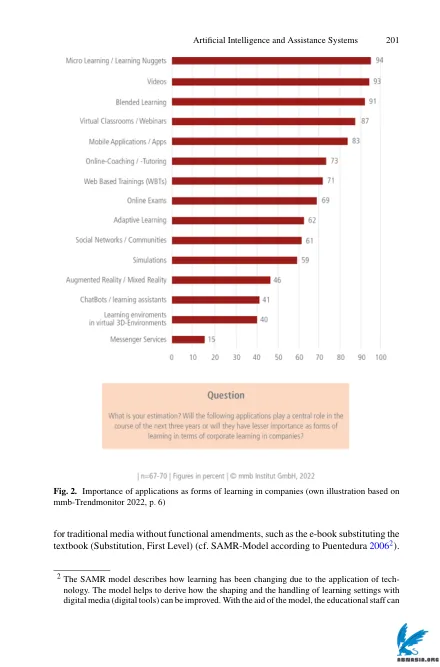 Artificial Intelligence and Assistance Systems 201
Micro Learning / Learning Nuggets 94
Videos 93
Blended Learning 91
Virtual Classrooms / Webinars 87
Mobile Applications / Apps 83
Online-Coaching / -Tutoring 73
Web Based Trainings (WBTs) 71
Online Exams 69
Adaptive Learning 62
Social Networks / Communities 61
Simulations 59
Augmented Reality / Mixed Reality 46
ChatBots / learning assistants 41
Learning enviroments
in virtual 3D-Environments 40
Messenger Services 15
0 10 20 30 40 50 60 70 80 90 100
Question
What is your estimation? Will the following applications play a central role in the
course of the next three years or will they have lesser importance as forms of
learning in terms of corporate learning in companies?
| n=67-70 | Figures in percent | © mmb Institut GmbH, 2022
Fig. 2. Importance of applications as forms of learning in companies (own illustration based on
mmb-Trendmonitor 2022, p. 6)
for traditional media without functional amendments, such as the e-book substituting the
textbook (Substitution, First Level) (cf. SAMR-Model according to Puentedura 2006²).
² The SAMR model describes how learning has been changing due to the application of tech-
nology. The model helps to derive how the shaping and the handling of learning settings with
digital media (digital tools) can be improved. With the aid of the model, the educational staff can